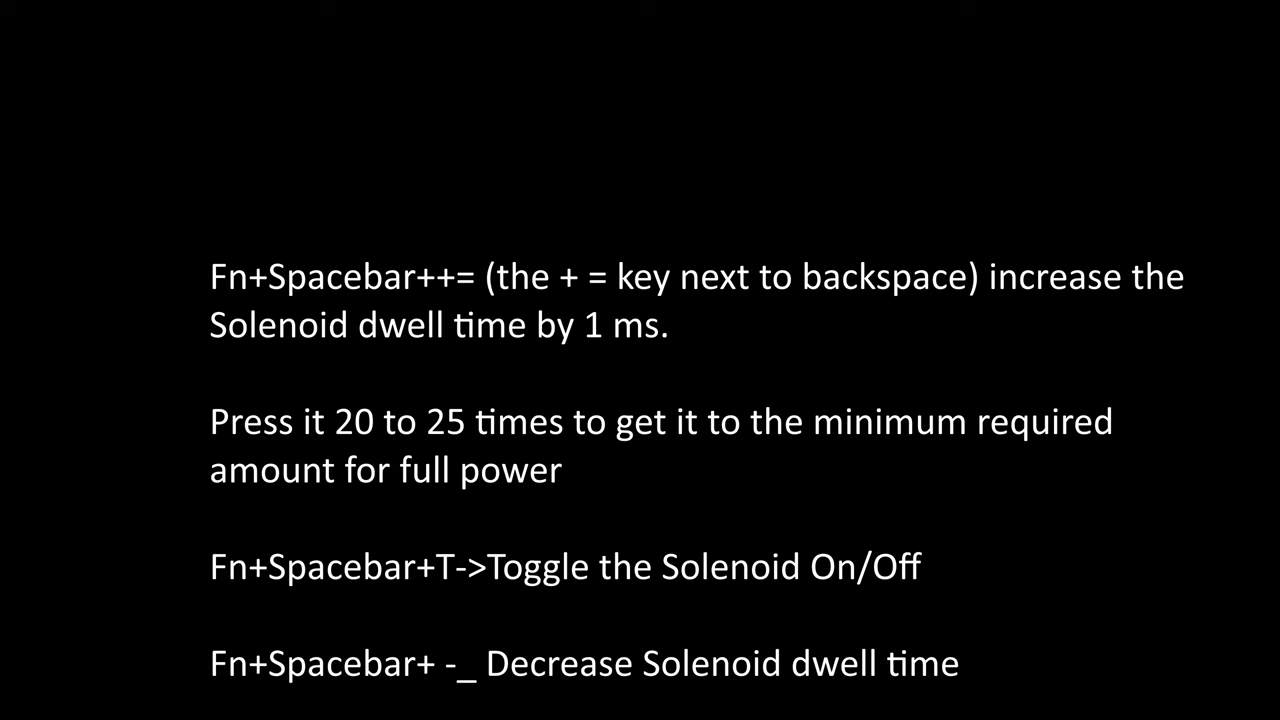 Fn+Spacebar++= (the + = key next to backspace) increase the
Solenoid dwell time by 1 ms.
Press it 20 to 25 times to get it to the minimum required
amount for full power
Fn+Spacebar+T->Toggle the Solenoid On/Off
Fn+Spacebar+ -_ Decrease Solenoid dwell time